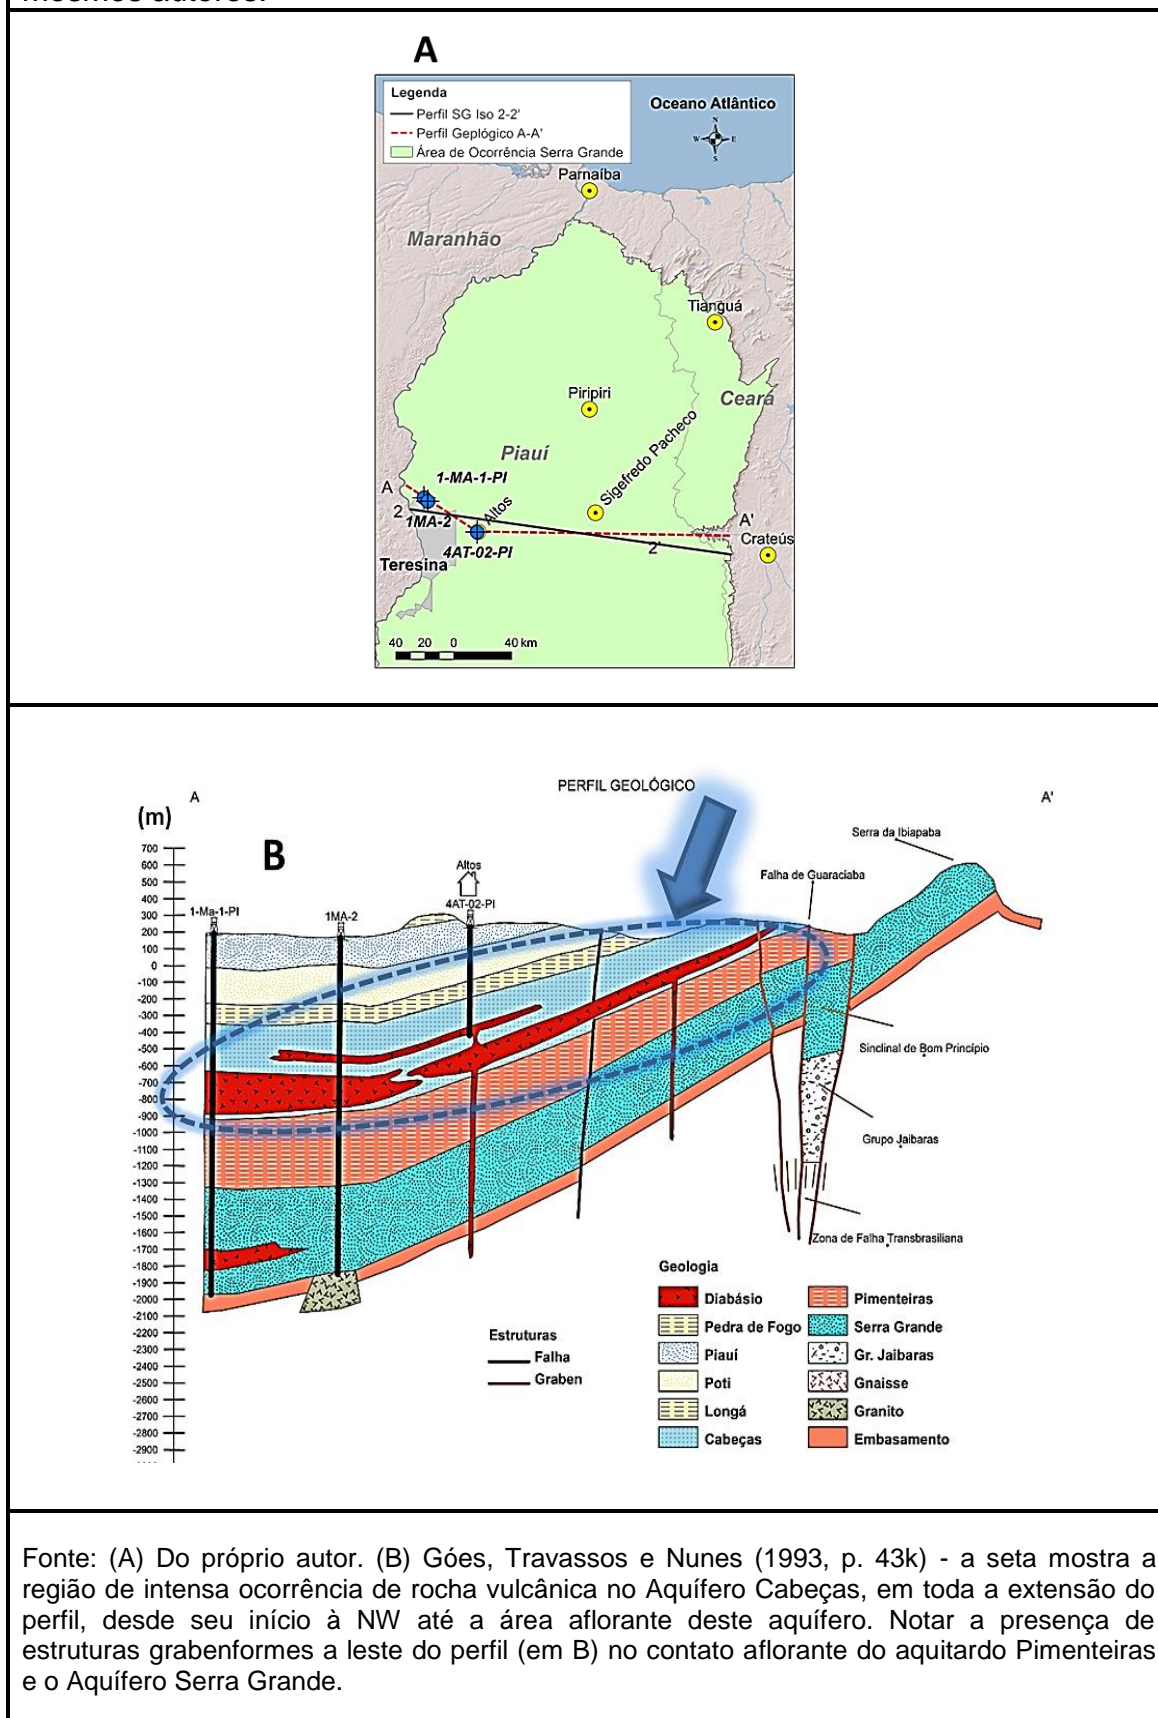 mesmos autores.
A
Legenda
Perfil SG Iso 2-2'
Perfil Geplógico A-A'
Área de Ocorrência Serra Grande
Oceano Atlântico
N
W E
S
Parnaíba
Maranhão
Tianguá
Piripiri
Ceará
Piauí
Sigefredo Pacheco
1-MA-1-PI
A
2
1MA-2
Altos
A'
Crateús
2'
4AT-02-PI
Teresina
40 20 0 40 km
PERFIL GEOLÓGICO
A
A'
(m)
B
Serra da Ibiapaba
Altos
Falha de Guaraciaba
4AT-02-PI
1-Ma-1-PI
1MA-2
700
600
500
400
300
200
100
0
-100
-200
-300
-400
-500
-600
-700
-800
-900
-1000
-1100
-1200
-1300
-1400
-1500
-1600
-1700
-1800
-1900
-2000
-2100
-2200
-2300
-2400
-2500
-2600
-2700
-2800
-2900
Sinclinal de Bom Princípio
Grupo Jaibaras
Zona de Falha Transbrasiliana
Estruturas
Falha
Graben
Geologia
Diabásio
Pedra de Fogo
Piauí
Poti
Longá
Cabeças
Pimenteiras
Serra Grande
Gr. Jaibaras
Gnaisse
Granito
Embasamento
Fonte: (A) Do próprio autor. (B) Góes, Travassos e Nunes (1993, p. 43k) - a seta mostra a
região de intensa ocorrência de rocha vulcânica no Aquífero Cabeças, em toda a extensão do
perfil, desde seu início à NW até a área aflorante deste aquífero. Notar a presença de
estruturas grabenformes a leste do perfil (em B) no contato aflorante do aquitardo Pimenteiras
e o Aquífero Serra Grande.